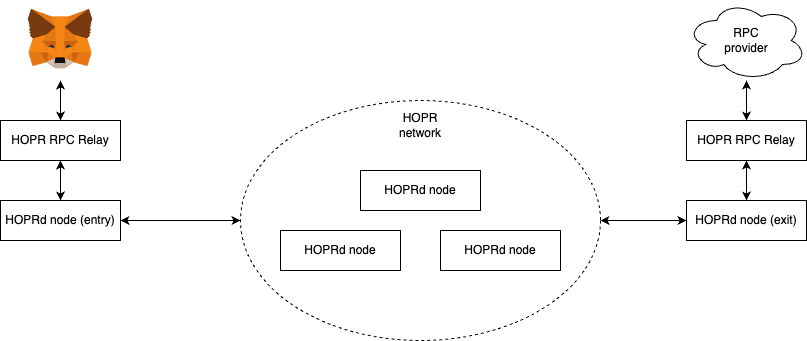 RPC
provider
HOPR RPC Relay
HOPR
network
HOPR RPC Relay
HOPRd node
HOPRd node (entry)
HOPRd node (exit)
HOPRd node
HOPRd node